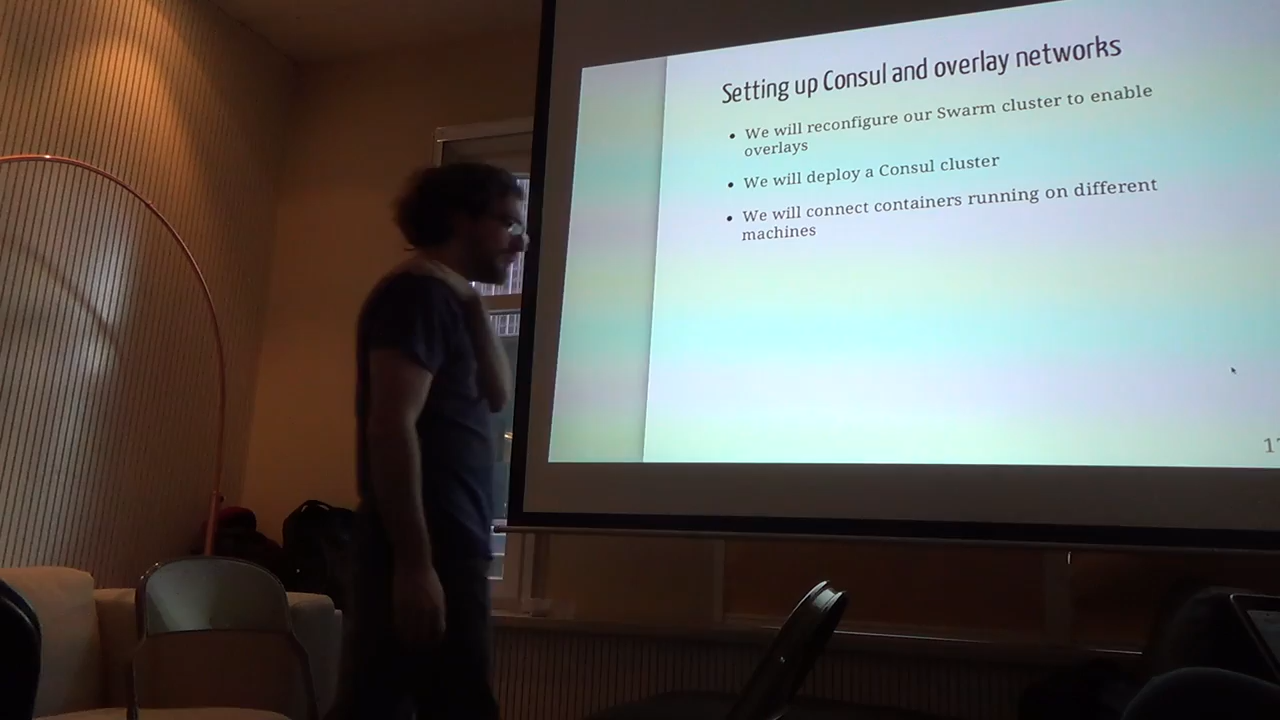 Setting up Consul and overlay networks
• We will reconfigure our Swarm cluster to enable
overlays
• We will deploy a Consul cluster
• We will connect containers running on different
machines